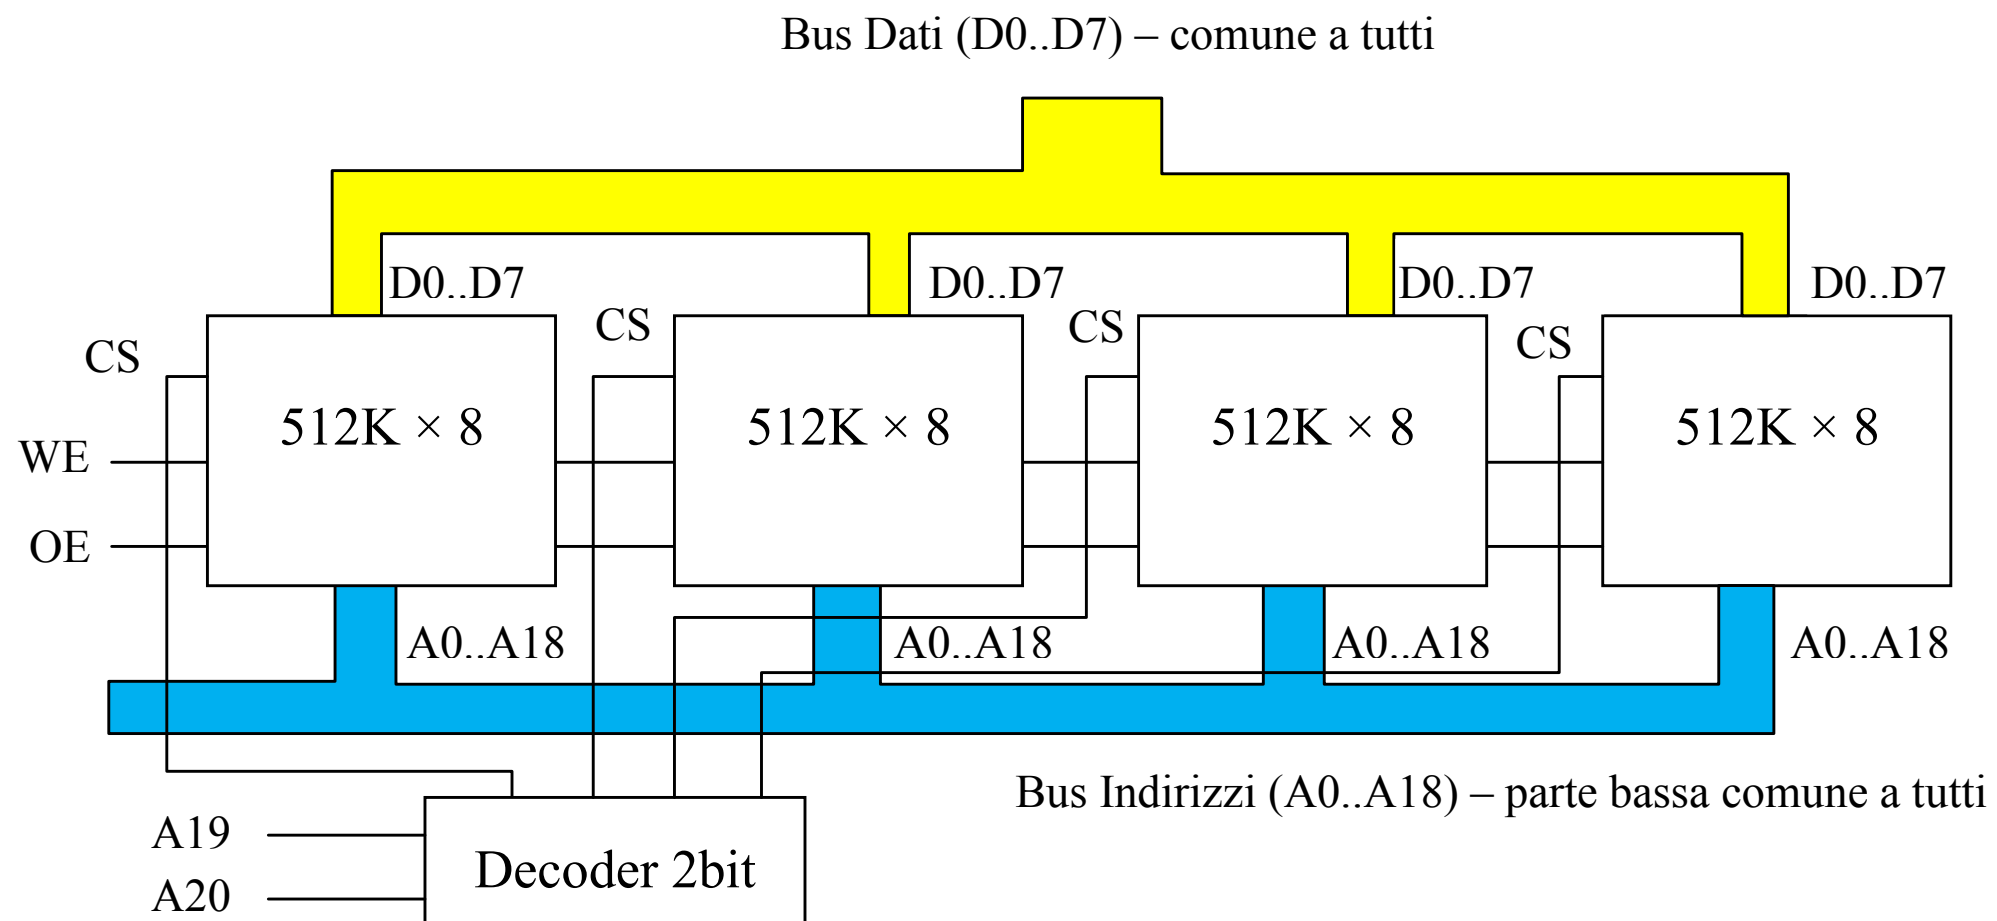 Bus Dati (D0..D7) – comune a tutti
D0..D7
D0..D7
D0..D7
D0..D7
CS
CS
CS
CS
512K × 8
512K × 8
512K × 8
512K × 8
WE
OE
A0..A18
A0..A18
A0..A18
A0..A18
Bus Indirizzi (A0..A18) – parte bassa comune a tutti
A19
Decoder 2bit
A20